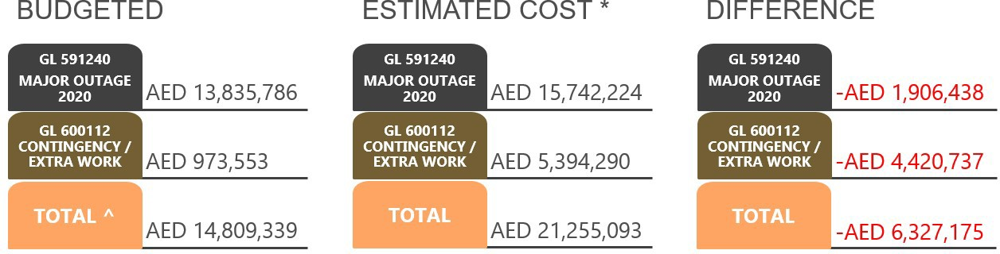 BUDGETED
GL 591240
MAJOR OUTAGE
2020
AED 13,835,786
GL 600112
CONTINGENCY /
EXTRA WORK
AED 973,553
TOTAL ^
AED 14,809,339
ESTIMATED COST *
GL 591240
MAJOR OUTAGE
2020
AED 15,742,224
GL 600112
CONTINGENCY /
EXTRA WORK
AED 5,394,290
TOTAL
AED 21,255,093
DIFFERENCE
GL 591240
MAJOR OUTAGE
2020
-AED 1,906,438
GL 600112
CONTINGENCY /
EXTRA WORK
-AED 4,420,737
TOTAL
-AED 6,327,175